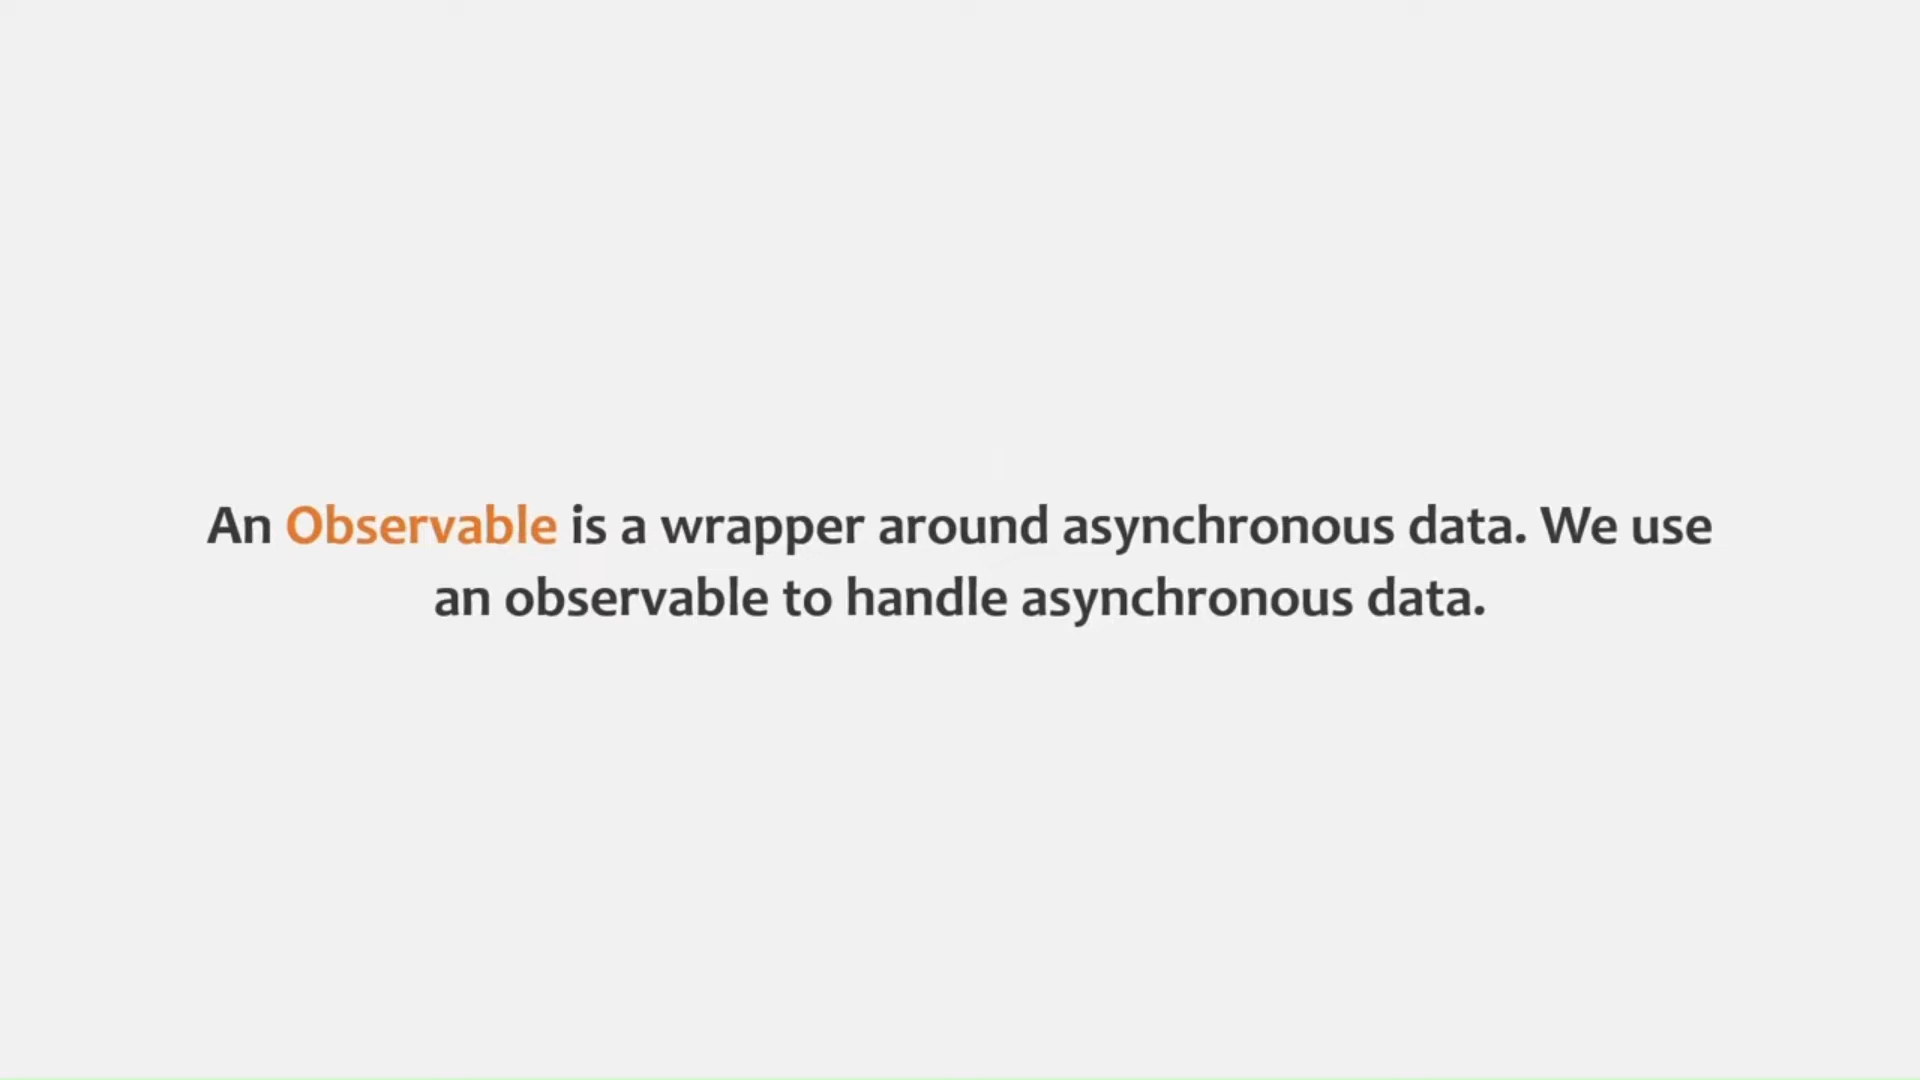 An Observable is a wrapper around asynchronous data. We use
an observable to handle asynchronous data.